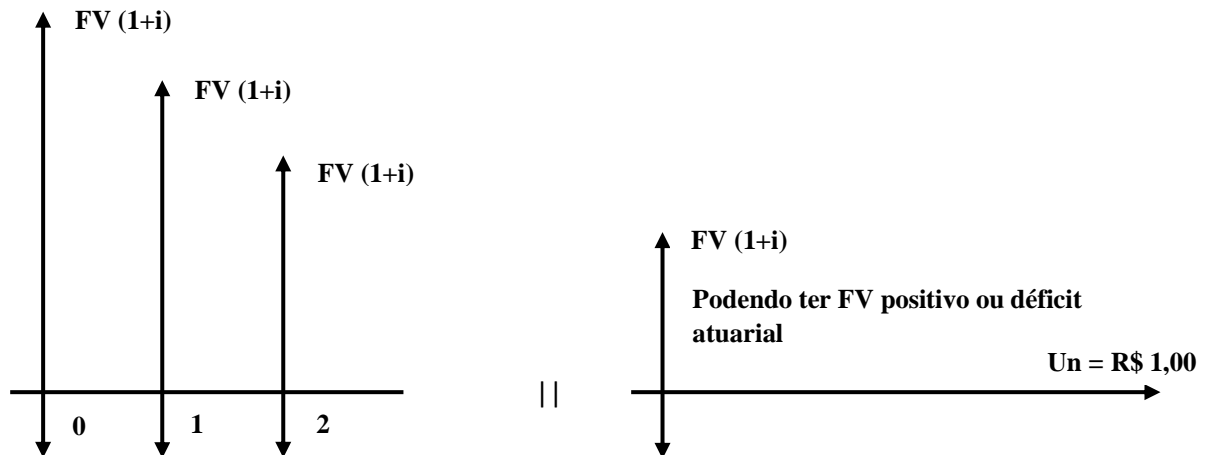 FV (1+i)
FV (1+i)
FV (1+i)
FV (1+i)
Podendo ter FV positivo ou déficit
atuarial
Un = R$ 1,00
||
0
1
2